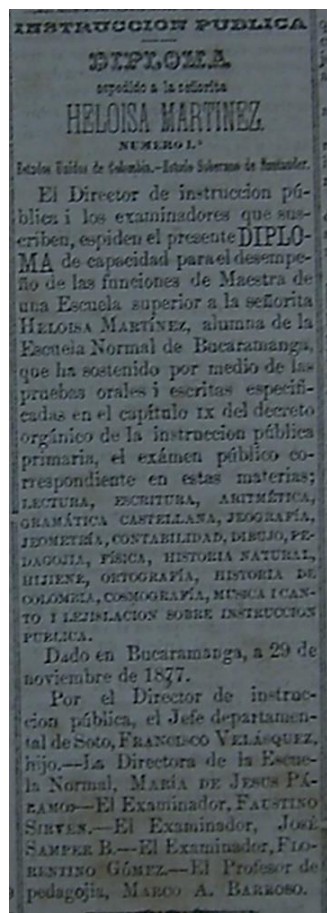 INSTRUCCION PUBLICA
DIPLOMA
espedido a la señorita
HELOISA MARTINEZ.
NUMERO 1.º
Estados Unidos de Colombia.—Estado Soberano de Santander.
El Director de instruccion pú-
blica i los examinadores que sus-
criben, espiden el presente DIPLO-
MA de capacidad para el desempe-
ño de las funciones de Maestra de
una Escuela superior a la señorita
HELOISA MARTÍNEZ, alumna de la
Escuela Normal de Bucaramanga,
que ha sostenido por medio de las
pruebas orales i escritas especifi-
cadas en el capítulo IX del decreto
orgánico de la instruccion pública
primaria, el exámen público co-
rrespondiente en estas materias;
LECTURA, ESCRITURA, ARITMÉTICA,
GRAMÁTICA CASTELLANA, JEOGRAFÍA,
JEOMETRÍA, CONTABILIDAD, DIBUJO, PE-
DAGOJIA, FÍSICA, HISTORIA NATURAL,
HIJIENE, ORTOGRAFÍA, HISTORIA DE
COLOMBIA, COSMOGRAFÍA, MUSICA I CAN-
TO I LEJISLACION SOBRE INSTRUCCION
PUBLICA.
Dado en Bucaramanga, a 29 de
noviembre de 1877.
Por el Director de instruc-
cion pública, el Jefe departamen-
tal de Soto, FRANCISCO VELÁSQUEZ,
hijo.—La Directora de la Escue-
la Normal, MARÍA DE JESUS PÁ-
RAMO—El Examinador, FAUSTINO
SIRVEN.—El Examinador, JOSÉ
SAMPER B.—El Examinador, FLO-
RENTINO GÓMEZ.—El Profesor de
pedagojia, MARCO A. BARROSO.